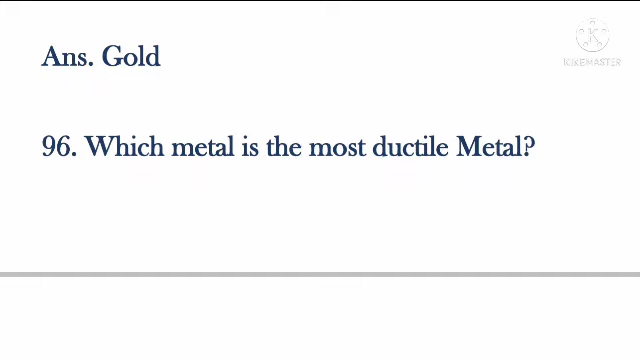 Ans. Gold
KINEMASTER
96. Which metal is the most ductile Metal?